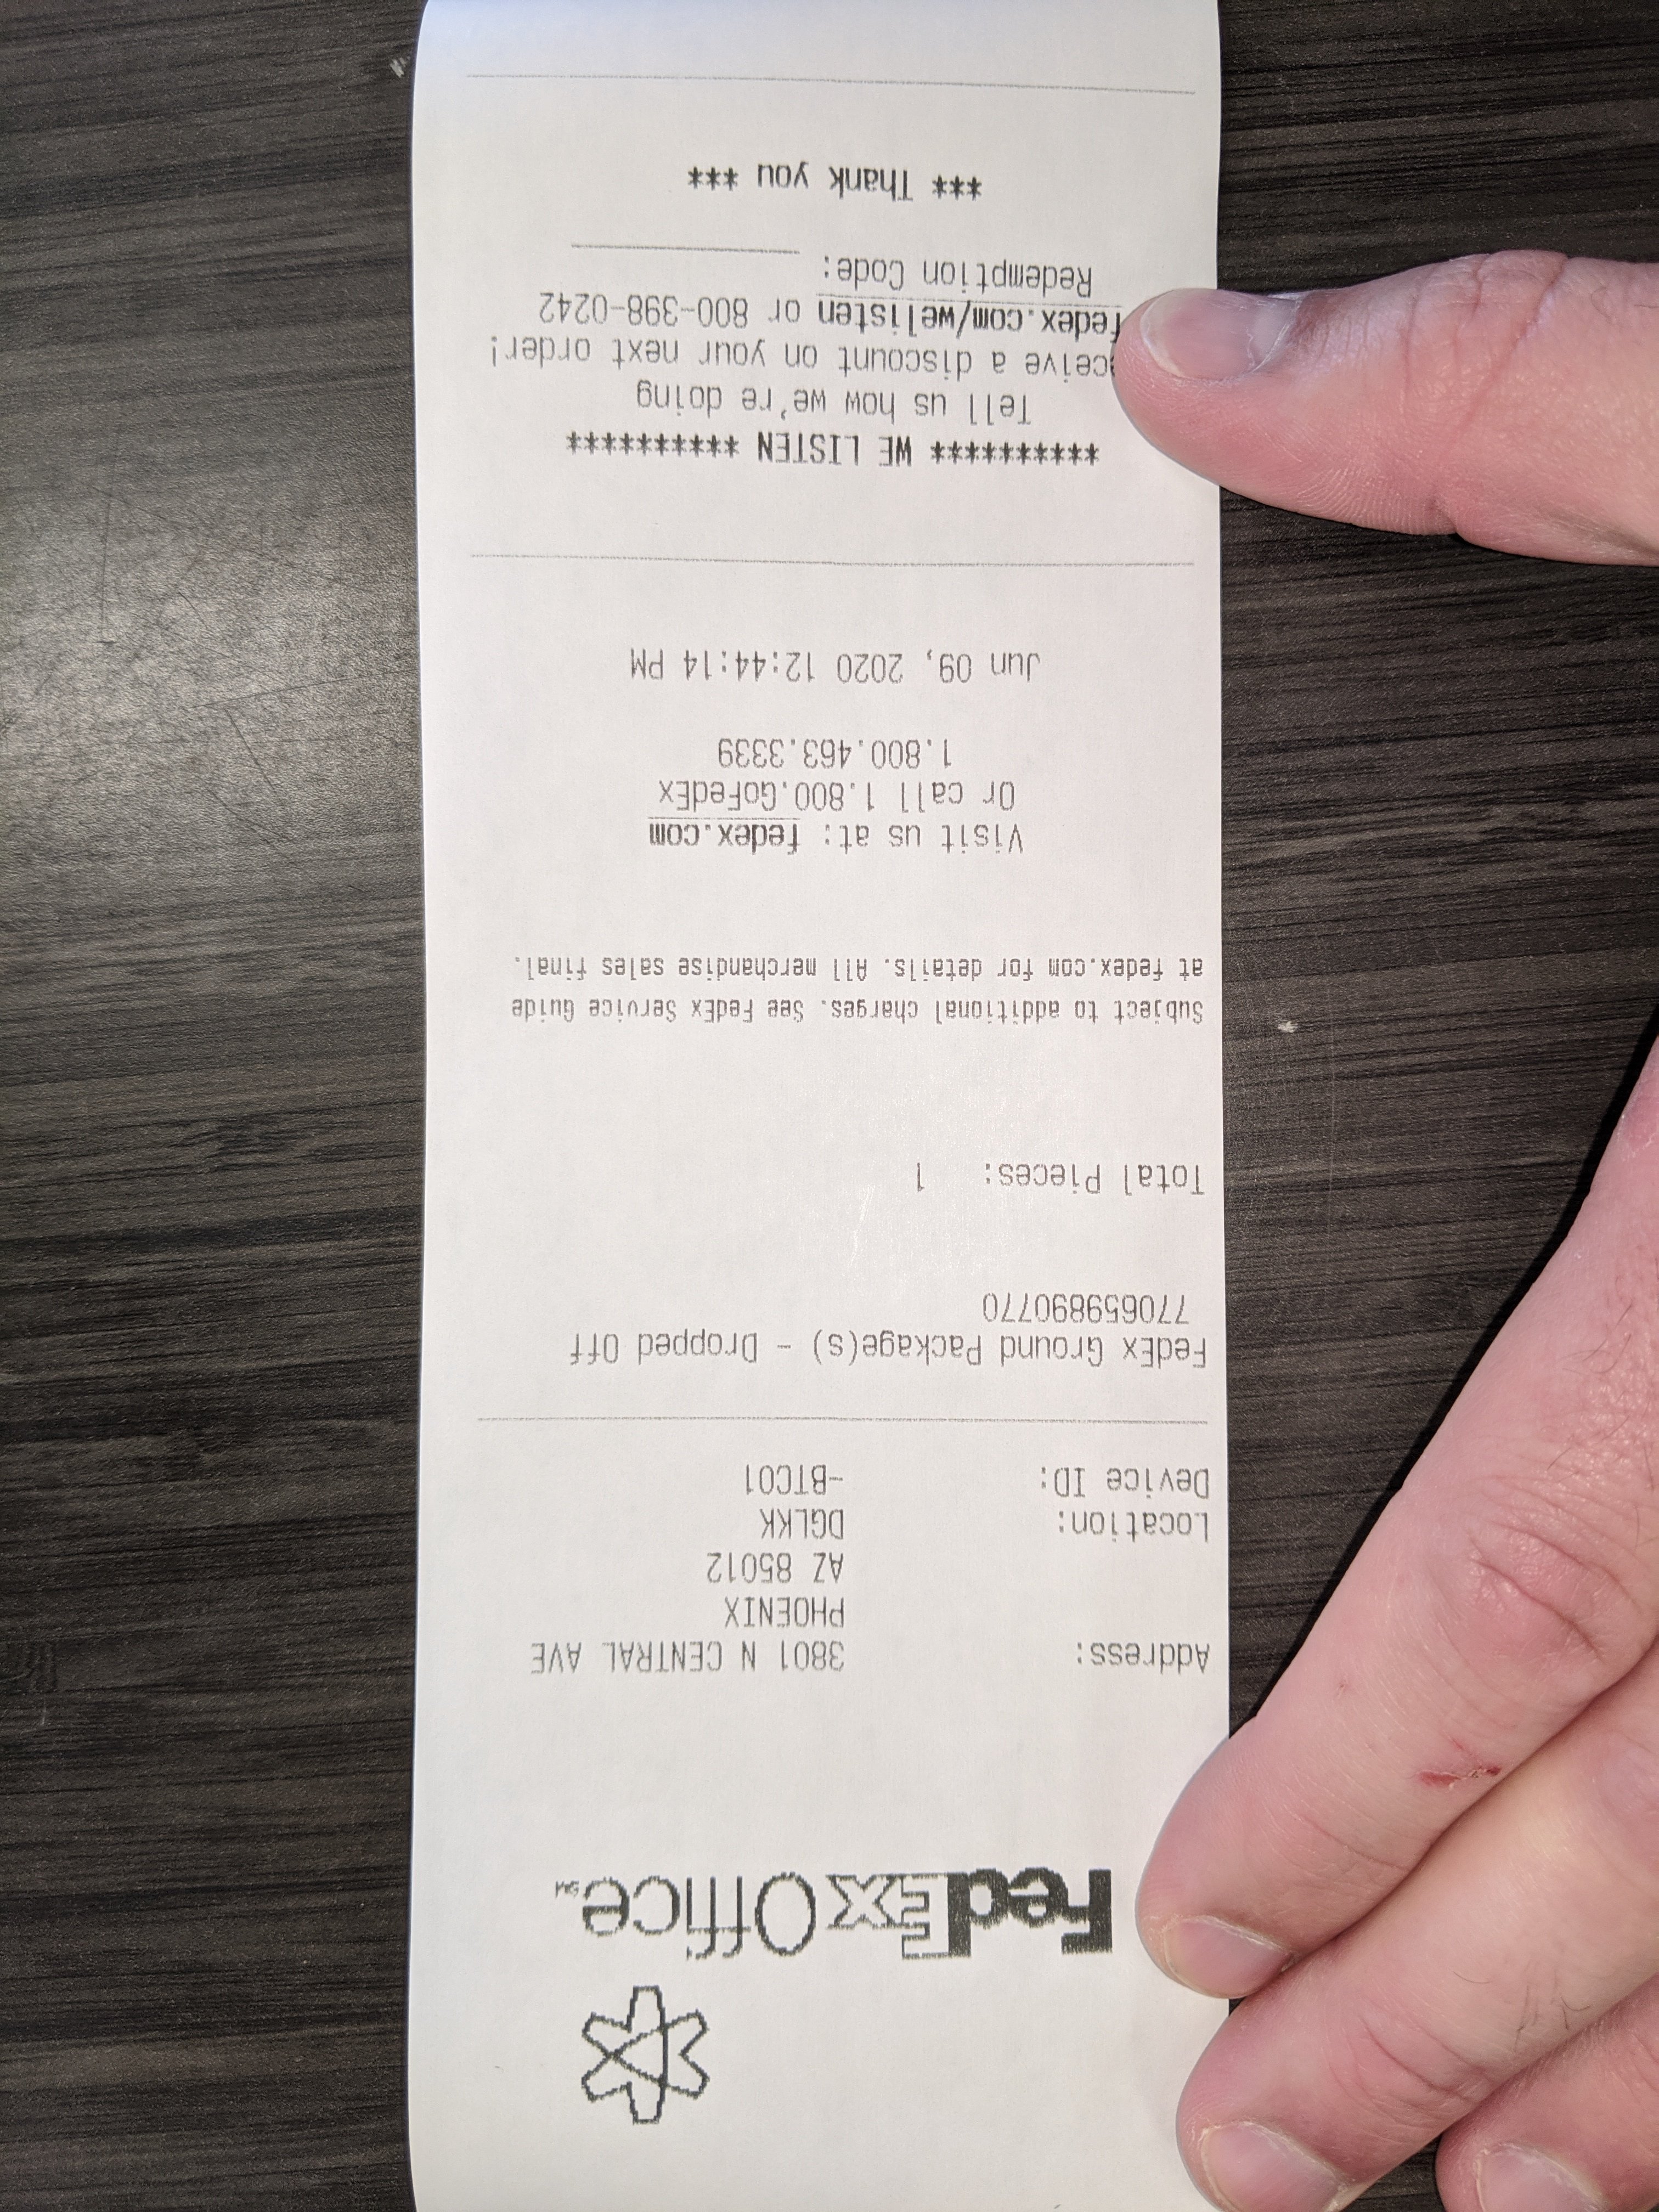 FedEx Office
Address: 3801 N CENTRAL AVE
PHOENIX
AZ 85012
Location: DGLKK
Device ID: -BTC01
FedEx Ground Package(s) - Dropped Off
770659890770
Total Pieces: 1
Subject to additional charges. See FedEx Service Guide
at fedex.com for details. All merchandise sales final.
Visit us at: fedex.com
Or call 1.800.GoFedEx
1.800.463.3339
Jun 09, 2020 12:44:14 PM
********** WE LISTEN **********
Tell us how we're doing
ceive a discount on your next order!
fedex.com/welisten or 800-398-0242
Redemption Code: ____________
*** Thank you ***